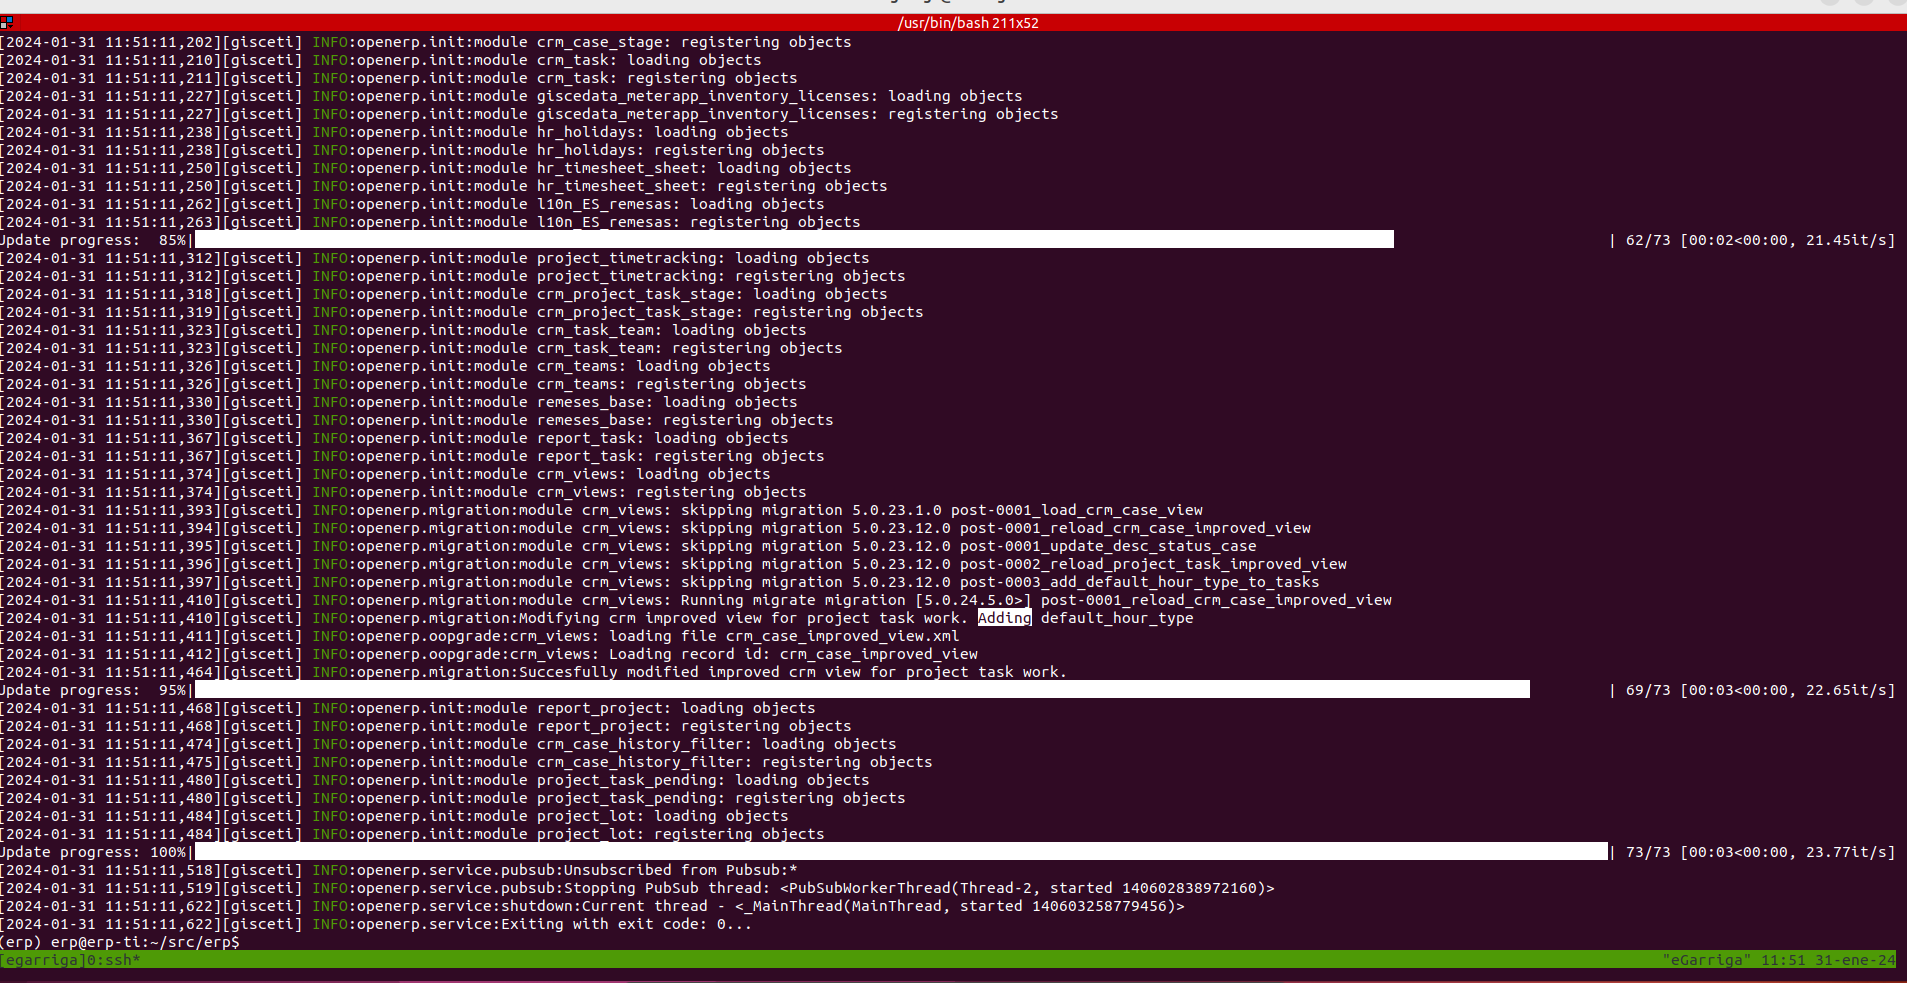 /usr/bin/bash 211x52
[2024-01-31 11:51:11,202][gisceti] INFO:openerp.init:module crm_case_stage: registering objects
[2024-01-31 11:51:11,210][gisceti] INFO:openerp.init:module crm_task: loading objects
[2024-01-31 11:51:11,211][gisceti] INFO:openerp.init:module crm_task: registering objects
[2024-01-31 11:51:11,227][gisceti] INFO:openerp.init:module giscedata_meterapp_inventory_licenses: loading objects
[2024-01-31 11:51:11,227][gisceti] INFO:openerp.init:module giscedata_meterapp_inventory_licenses: registering objects
[2024-01-31 11:51:11,238][gisceti] INFO:openerp.init:module hr_holidays: loading objects
[2024-01-31 11:51:11,238][gisceti] INFO:openerp.init:module hr_holidays: registering objects
[2024-01-31 11:51:11,250][gisceti] INFO:openerp.init:module hr_timesheet_sheet: loading objects
[2024-01-31 11:51:11,250][gisceti] INFO:openerp.init:module hr_timesheet_sheet: registering objects
[2024-01-31 11:51:11,262][gisceti] INFO:openerp.init:module l10n_ES_remesas: loading objects
[2024-01-31 11:51:11,263][gisceti] INFO:openerp.init:module l10n_ES_remesas: registering objects
Update progress:  85%| | 62/73 [00:02<00:00, 21.45it/s]
[2024-01-31 11:51:11,312][gisceti] INFO:openerp.init:module project_timetracking: loading objects
[2024-01-31 11:51:11,312][gisceti] INFO:openerp.init:module project_timetracking: registering objects
[2024-01-31 11:51:11,318][gisceti] INFO:openerp.init:module crm_project_task_stage: loading objects
[2024-01-31 11:51:11,319][gisceti] INFO:openerp.init:module crm_project_task_stage: registering objects
[2024-01-31 11:51:11,323][gisceti] INFO:openerp.init:module crm_task_team: loading objects
[2024-01-31 11:51:11,323][gisceti] INFO:openerp.init:module crm_task_team: registering objects
[2024-01-31 11:51:11,326][gisceti] INFO:openerp.init:module crm_teams: loading objects
[2024-01-31 11:51:11,326][gisceti] INFO:openerp.init:module crm_teams: registering objects
[2024-01-31 11:51:11,330][gisceti] INFO:openerp.init:module remeses_base: loading objects
[2024-01-31 11:51:11,330][gisceti] INFO:openerp.init:module remeses_base: registering objects
[2024-01-31 11:51:11,367][gisceti] INFO:openerp.init:module report_task: loading objects
[2024-01-31 11:51:11,367][gisceti] INFO:openerp.init:module report_task: registering objects
[2024-01-31 11:51:11,374][gisceti] INFO:openerp.init:module crm_views: loading objects
[2024-01-31 11:51:11,374][gisceti] INFO:openerp.init:module crm_views: registering objects
[2024-01-31 11:51:11,393][gisceti] INFO:openerp.migration:module crm_views: skipping migration 5.0.23.1.0 post-0001_load_crm_case_view
[2024-01-31 11:51:11,394][gisceti] INFO:openerp.migration:module crm_views: skipping migration 5.0.23.12.0 post-0001_reload_crm_case_improved_view
[2024-01-31 11:51:11,395][gisceti] INFO:openerp.migration:module crm_views: skipping migration 5.0.23.12.0 post-0001_update_desc_status_case
[2024-01-31 11:51:11,396][gisceti] INFO:openerp.migration:module crm_views: skipping migration 5.0.23.12.0 post-0002_reload_project_task_improved_view
[2024-01-31 11:51:11,397][gisceti] INFO:openerp.migration:module crm_views: skipping migration 5.0.23.12.0 post-0003_add_default_hour_type_to_tasks
[2024-01-31 11:51:11,410][gisceti] INFO:openerp.migration:module crm_views: Running migrate migration [5.0.24.5.0>] post-0001_reload_crm_case_improved_view
[2024-01-31 11:51:11,410][gisceti] INFO:openerp.migration:Modifying crm improved view for project task work. Adding default_hour_type
[2024-01-31 11:51:11,411][gisceti] INFO:openerp.oopgrade:crm_views: loading file crm_case_improved_view.xml
[2024-01-31 11:51:11,412][gisceti] INFO:openerp.oopgrade:crm_views: Loading record id: crm_case_improved_view
[2024-01-31 11:51:11,464][gisceti] INFO:openerp.migration:Succesfully modified improved crm view for project task work.
Update progress:  95%| | 69/73 [00:03<00:00, 22.65it/s]
[2024-01-31 11:51:11,468][gisceti] INFO:openerp.init:module report_project: loading objects
[2024-01-31 11:51:11,468][gisceti] INFO:openerp.init:module report_project: registering objects
[2024-01-31 11:51:11,474][gisceti] INFO:openerp.init:module crm_case_history_filter: loading objects
[2024-01-31 11:51:11,475][gisceti] INFO:openerp.init:module crm_case_history_filter: registering objects
[2024-01-31 11:51:11,480][gisceti] INFO:openerp.init:module project_task_pending: loading objects
[2024-01-31 11:51:11,480][gisceti] INFO:openerp.init:module project_task_pending: registering objects
[2024-01-31 11:51:11,484][gisceti] INFO:openerp.init:module project_lot: loading objects
[2024-01-31 11:51:11,484][gisceti] INFO:openerp.init:module project_lot: registering objects
Update progress: 100%| | 73/73 [00:03<00:00, 23.77it/s]
[2024-01-31 11:51:11,518][gisceti] INFO:openerp.service.pubsub:Unsubscribed from Pubsub:*
[2024-01-31 11:51:11,519][gisceti] INFO:openerp.service.pubsub:Stopping PubSub thread: <PubSubWorkerThread(Thread-2, started 140602838972160)>
[2024-01-31 11:51:11,622][gisceti] INFO:openerp.service:shutdown:Current thread - <_MainThread(MainThread, started 140603258779456)>
[2024-01-31 11:51:11,622][gisceti] INFO:openerp.service:Exiting with exit code: 0...
(erp) erp@erp-ti:~/src/erp$
[egarriga]0:ssh* "eGarriga" 11:51 31-ene-24